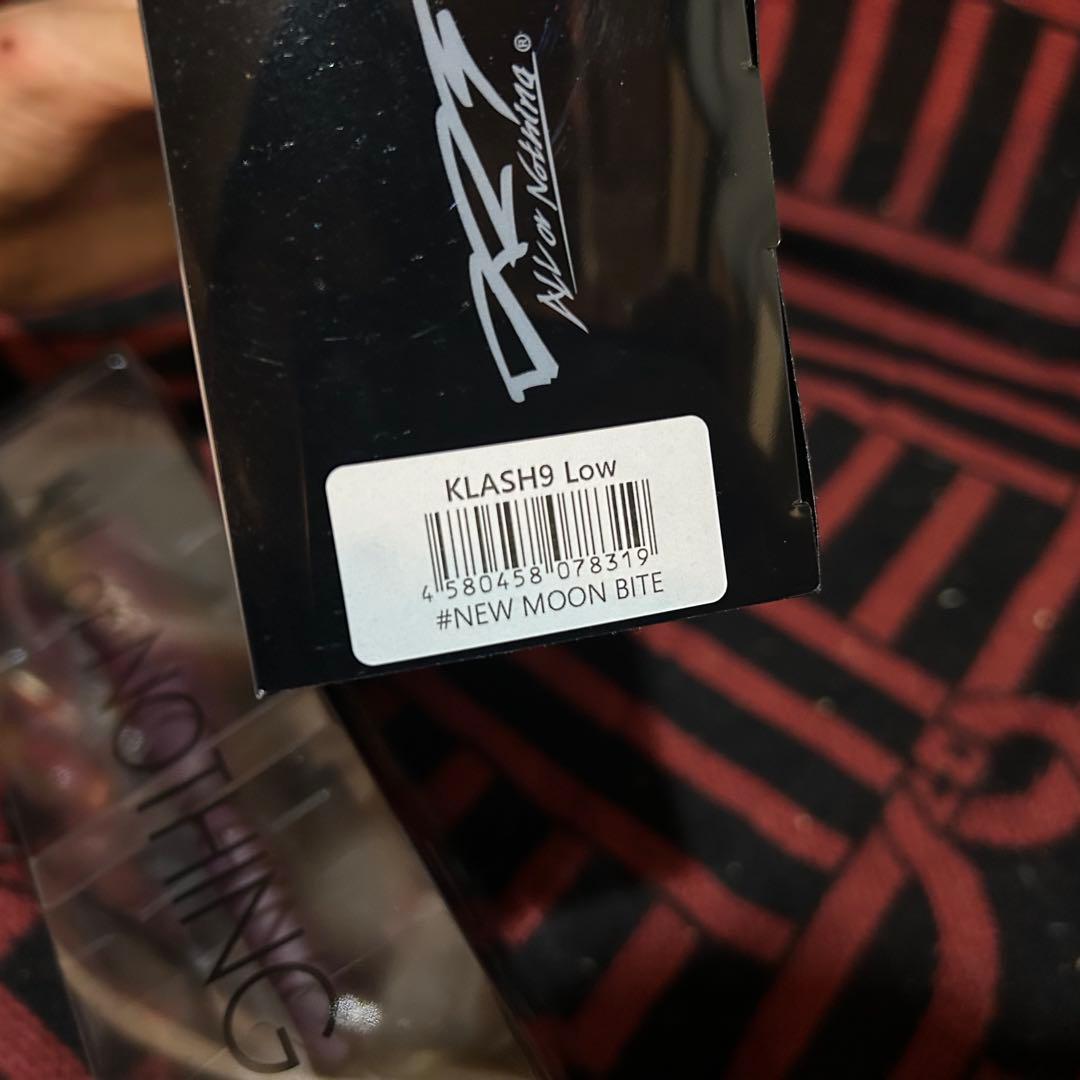 All or Nothing®
KLASH9 Low
4 580458 078319
#NEW MOON BITE
NOTHING